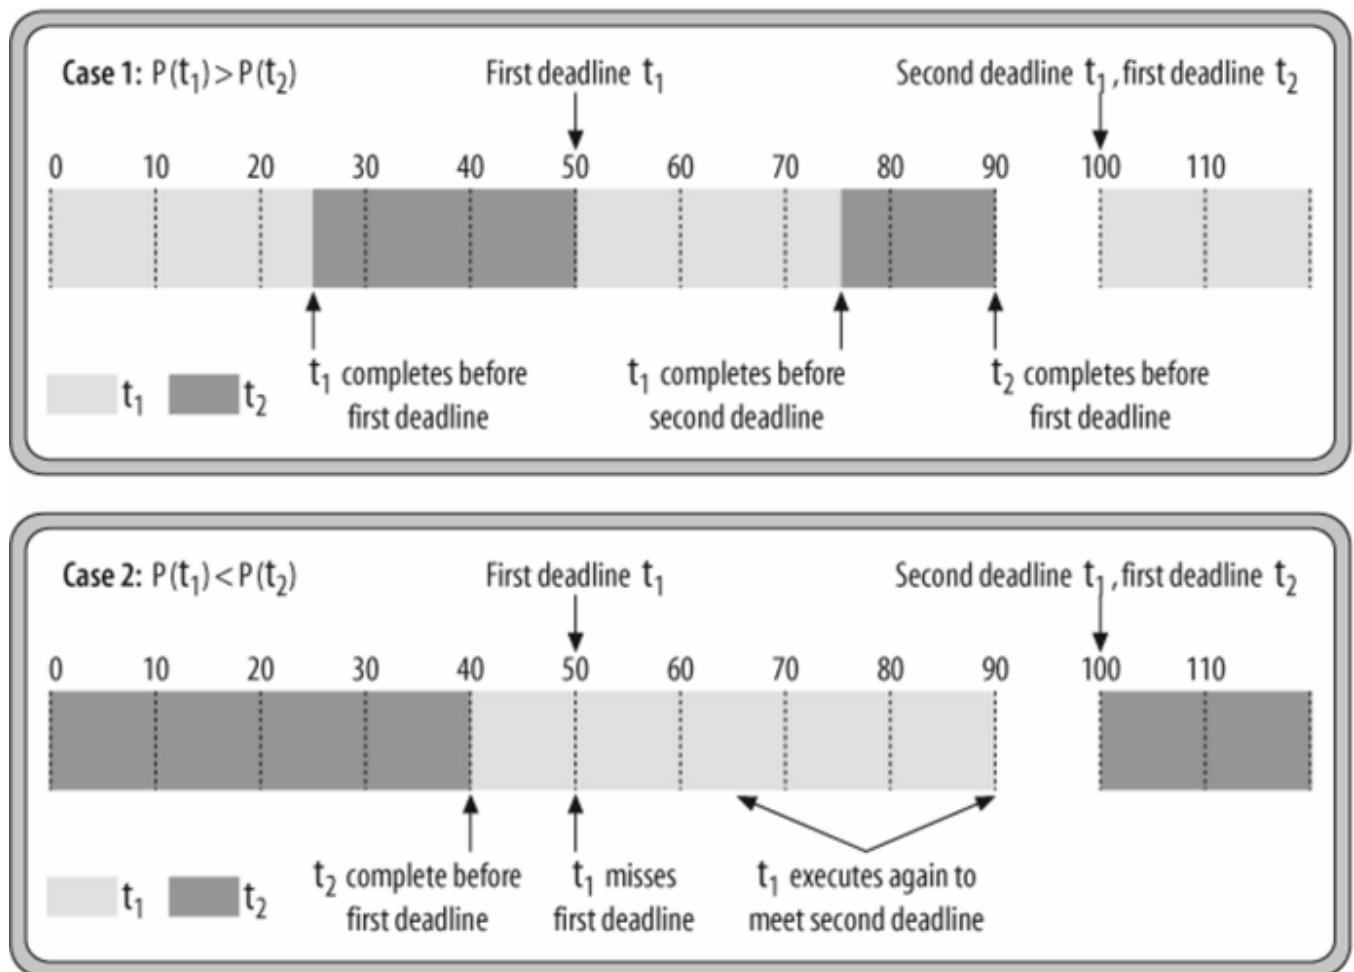 Case 1: P(t₁) > P(t₂)
First deadline t₁
Second deadline t₁, first deadline t₂
0 10 20 30 40 50 60 70 80 90 100 110
t₁ t₂
t₁ completes before
first deadline
t₁ completes before
second deadline
t₂ completes before
first deadline
Case 2: P(t₁) < P(t₂)
First deadline t₁
Second deadline t₁, first deadline t₂
0 10 20 30 40 50 60 70 80 90 100 110
t₁ t₂
t₂ complete before
first deadline
t₁ misses
first deadline
t₁ executes again to
meet second deadline